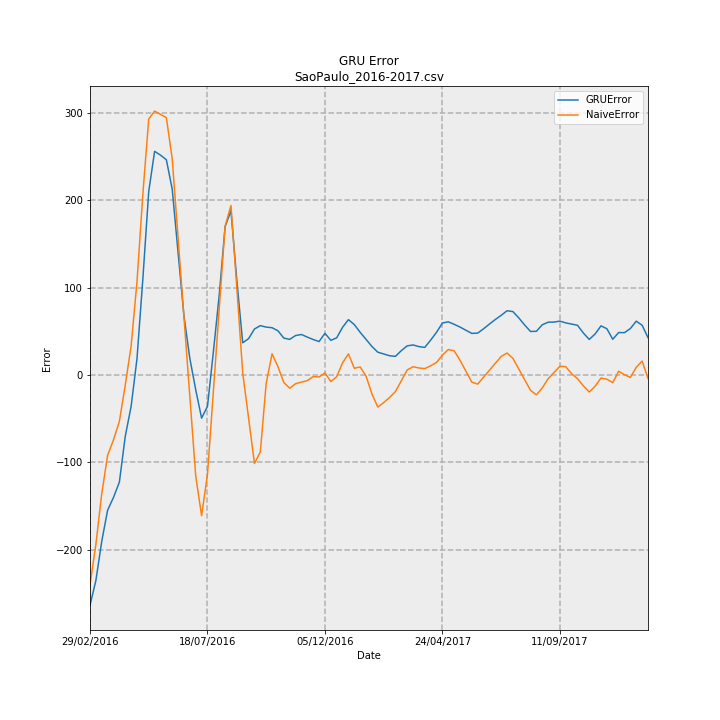 GRU Error
SaoPaulo_2016-2017.csv
GRUError
NaiveError
300
200
100
0
−100
−200
Error
29/02/2016
18/07/2016
05/12/2016
24/04/2017
11/09/2017
Date